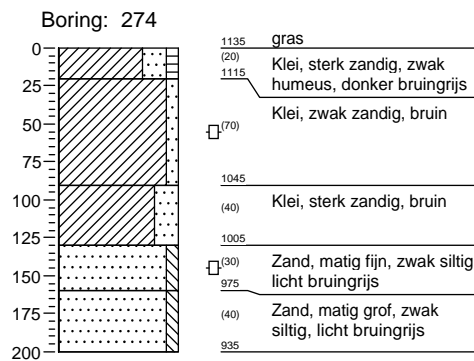 Boring: 274
0
25
50
75
100
125
150
175
200
1135 gras
(20) Klei, sterk zandig, zwak
1115 humeus, donker bruingrijs
Klei, zwak zandig, bruin
(70)
1045
Klei, sterk zandig, bruin
(40)
1005
(30) Zand, matig fijn, zwak siltig,
975 licht bruingrijs
(40) Zand, matig grof, zwak
siltig, licht bruingrijs
935